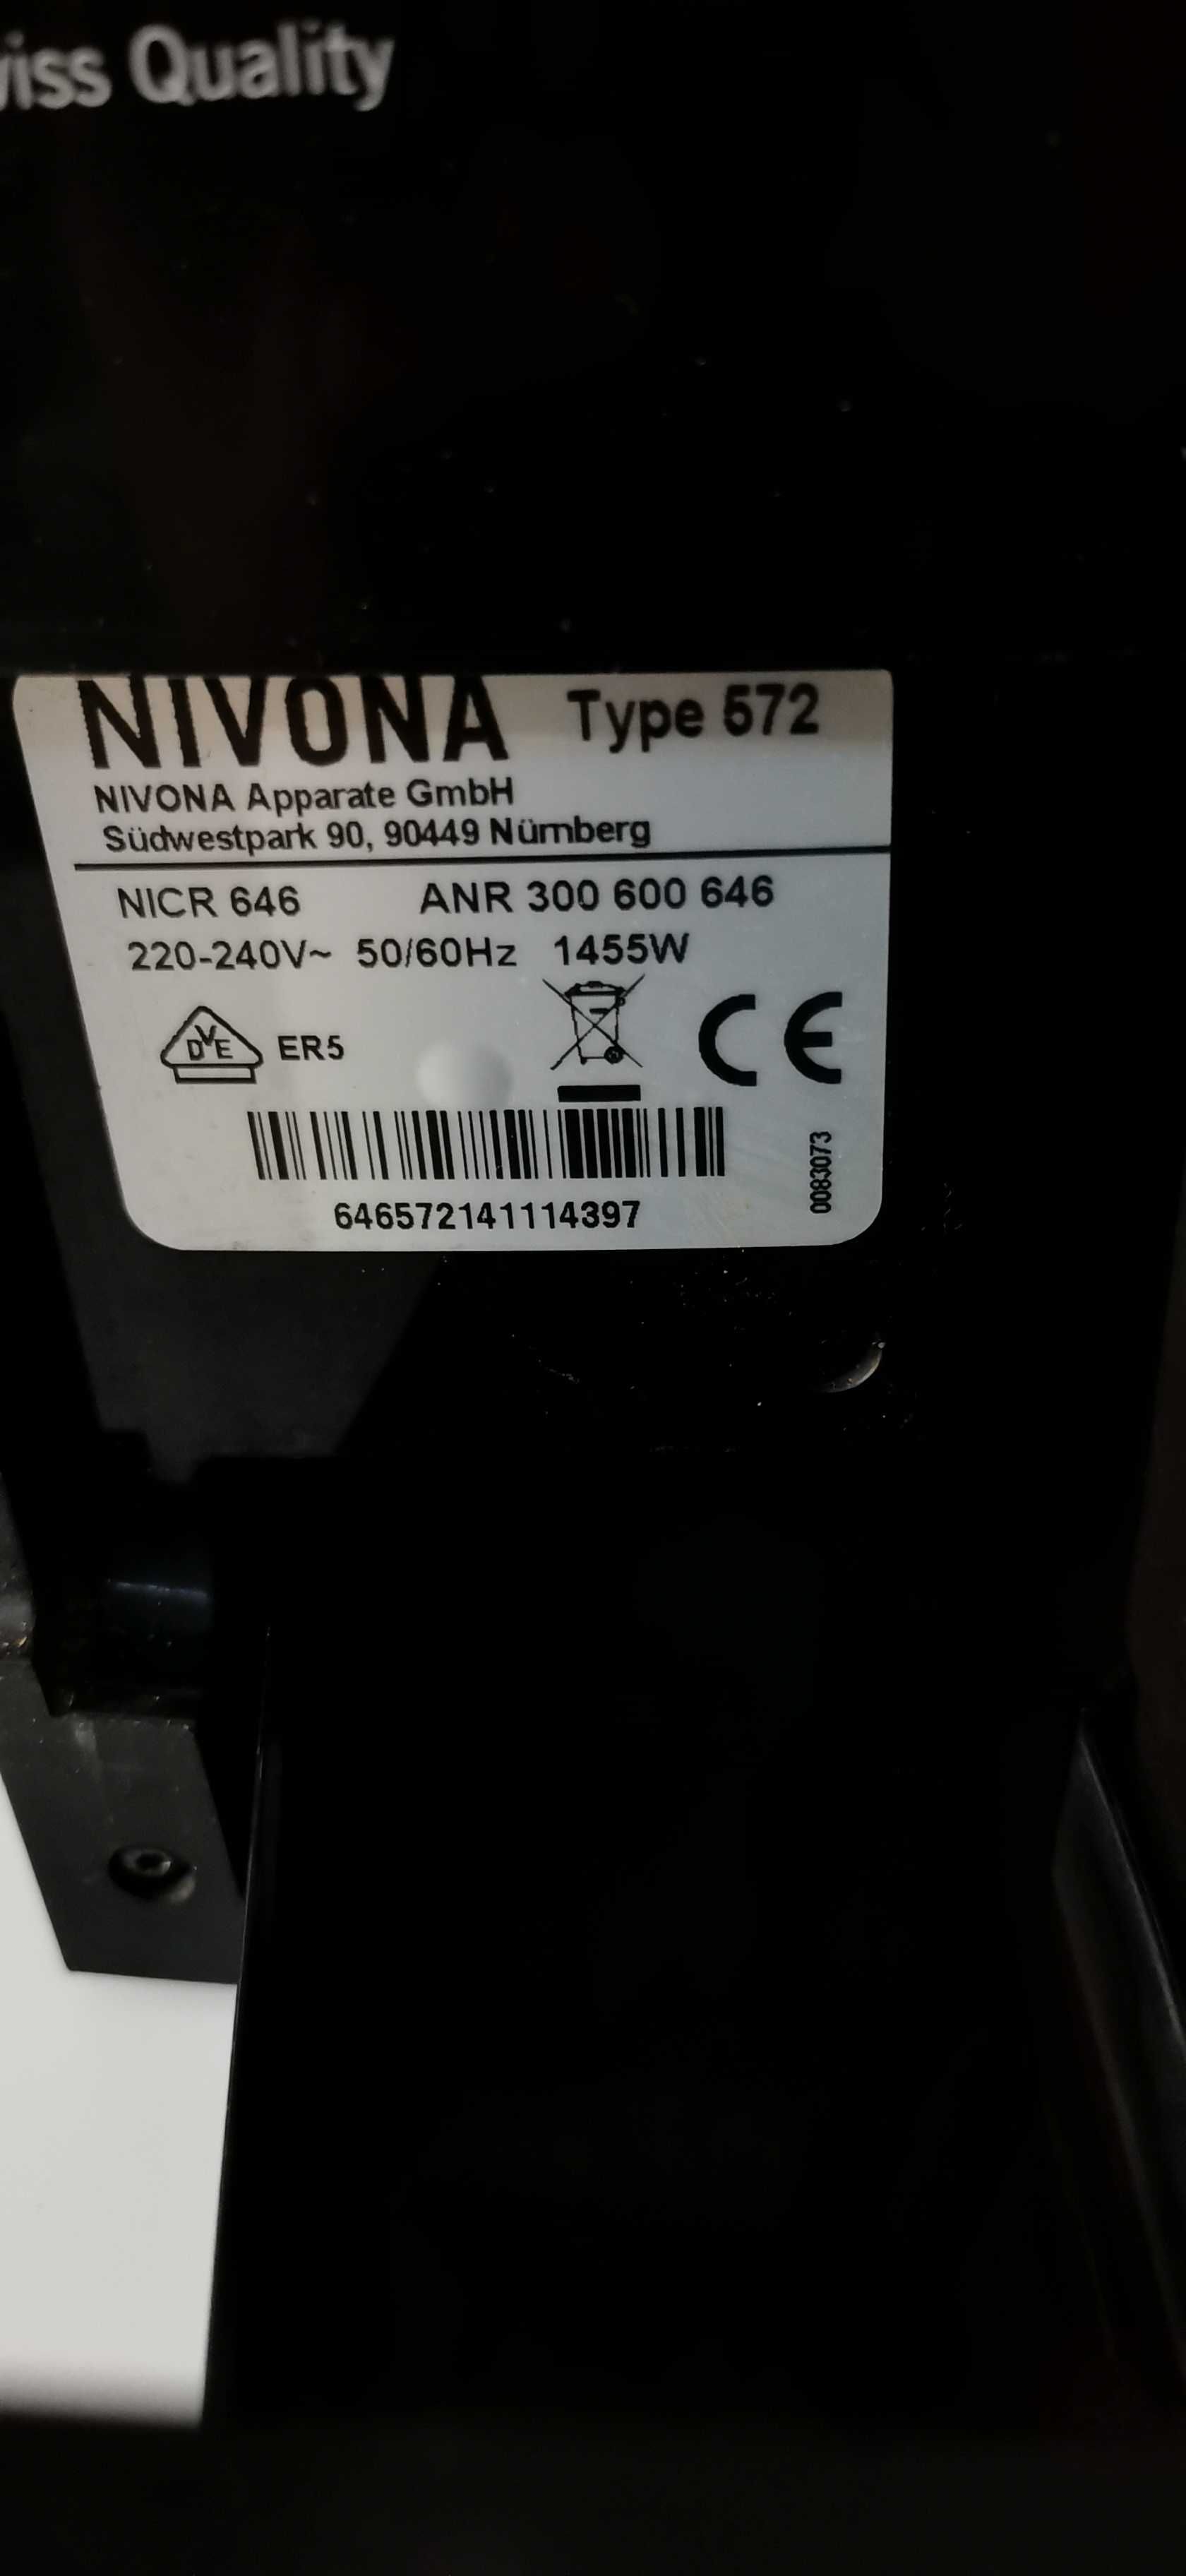 Quality
NIVONA Type 572
NIVONA Apparate GmbH
Südwestpark 90, 90449 Nürnberg
NICR 646 ANR 300 600 646
220-240V~ 50/60Hz 1455W
DVE ER5 CE
0083073
646572141114397